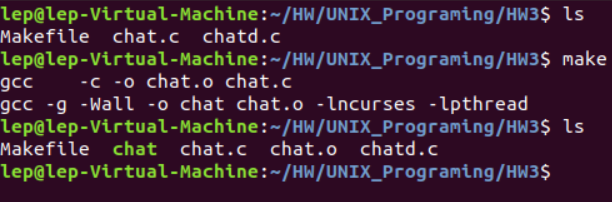 lep@lep-Virtual-Machine:~/HW/UNIX_Programing/HW3$ ls
Makefile  chat.c  chatd.c
lep@lep-Virtual-Machine:~/HW/UNIX_Programing/HW3$ make
gcc    -c -o chat.o chat.c
gcc -g -Wall -o chat chat.o -lncurses -lpthread
lep@lep-Virtual-Machine:~/HW/UNIX_Programing/HW3$ ls
Makefile  chat  chat.c  chat.o  chatd.c
lep@lep-Virtual-Machine:~/HW/UNIX_Programing/HW3$